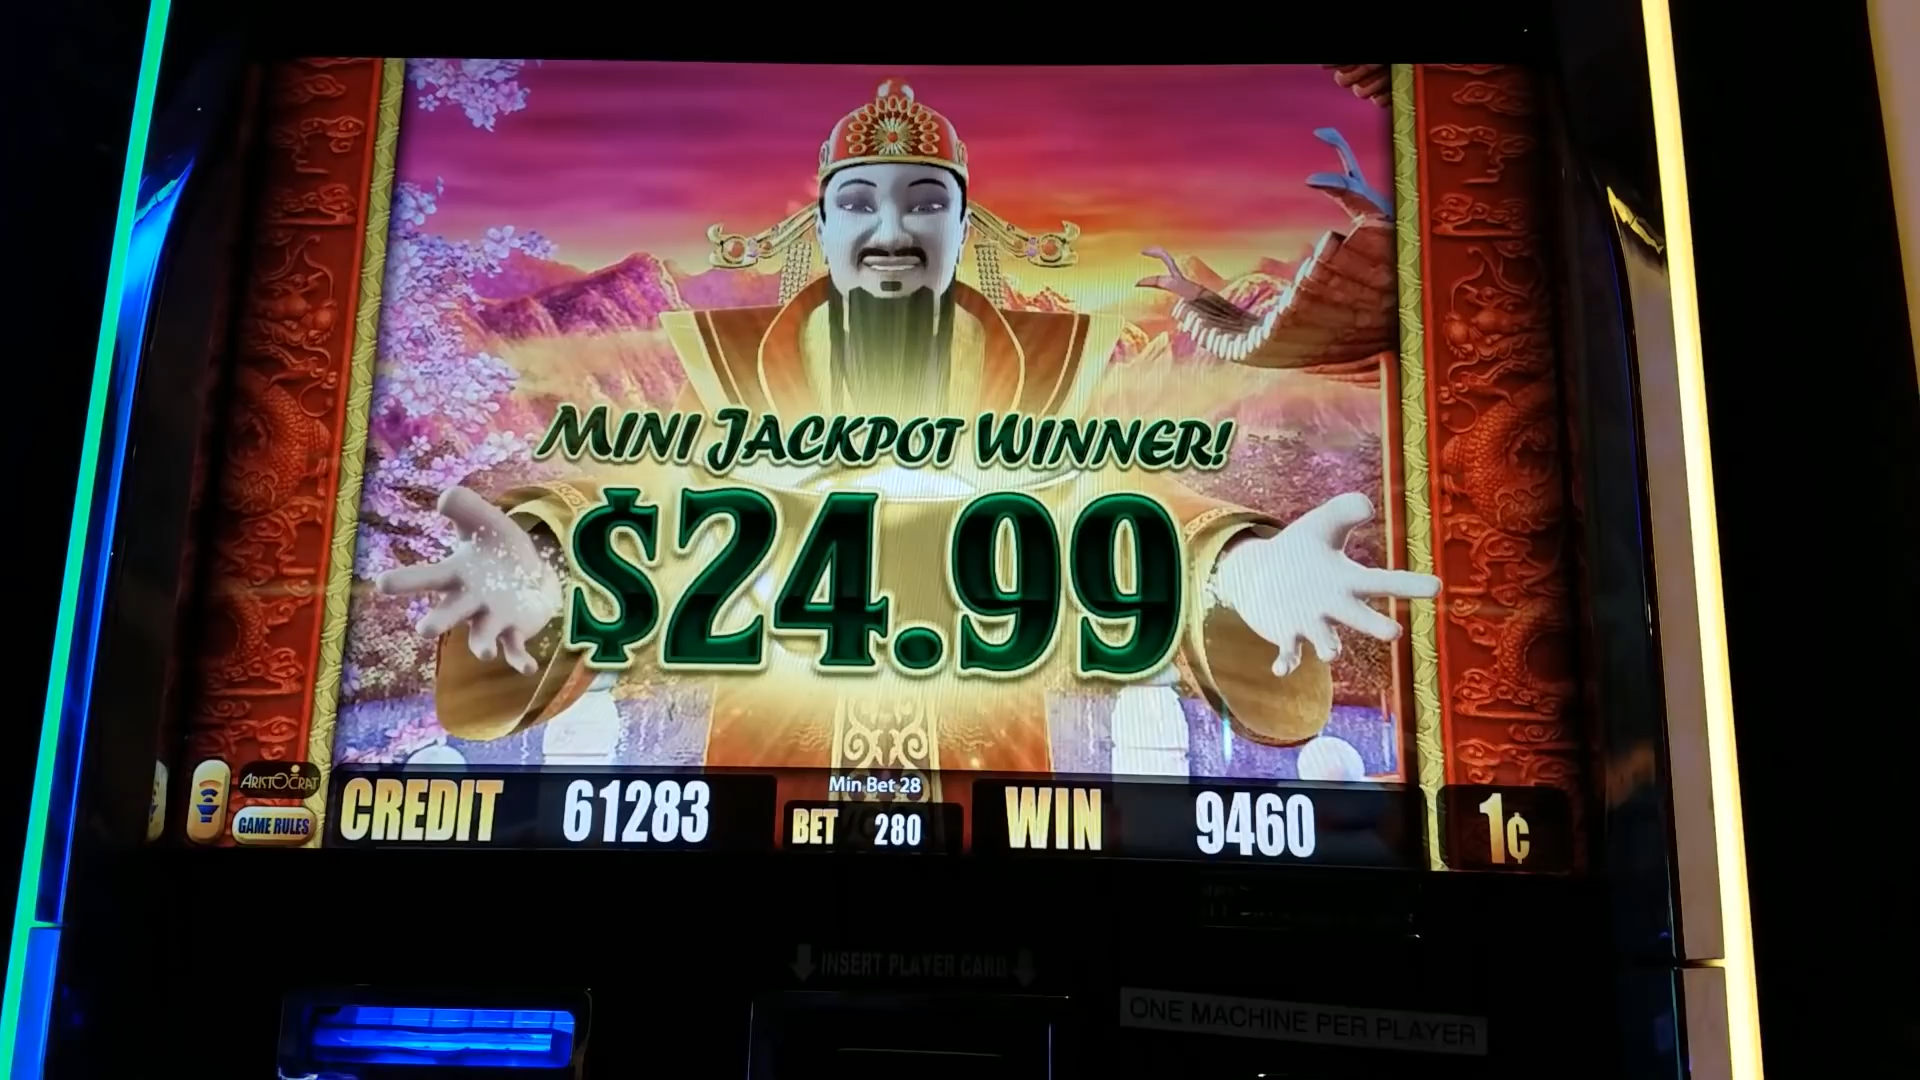 MINI JACKPOT WINNER!
$24.99
ARISTOCRAT
GAME RULES
CREDIT 61283
Min Bet 28
BET 280
WIN 9460
1¢
INSERT PLAYER CARD
ONE MACHINE PER PLAYER